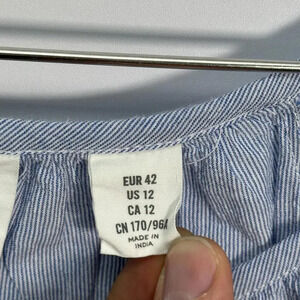 EUR 42
US 12
CA 12
CN 170/96A
MADE IN
INDIA